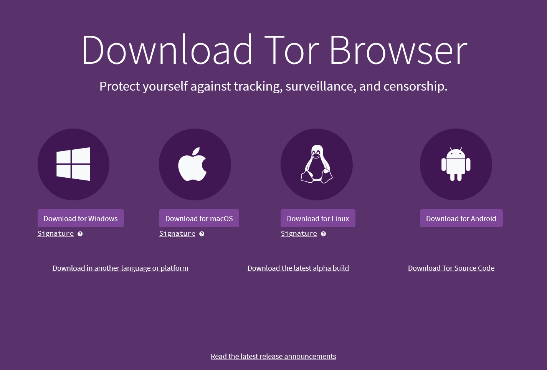 Download Tor Browser
Protect yourself against tracking, surveillance, and censorship.
Download for Windows
Signature ?
Download for macOS
Signature ?
Download for Linux
Signature ?
Download for Android
Download in another language or platform
Download the latest alpha build
Download Tor Source Code
Read the latest release announcements